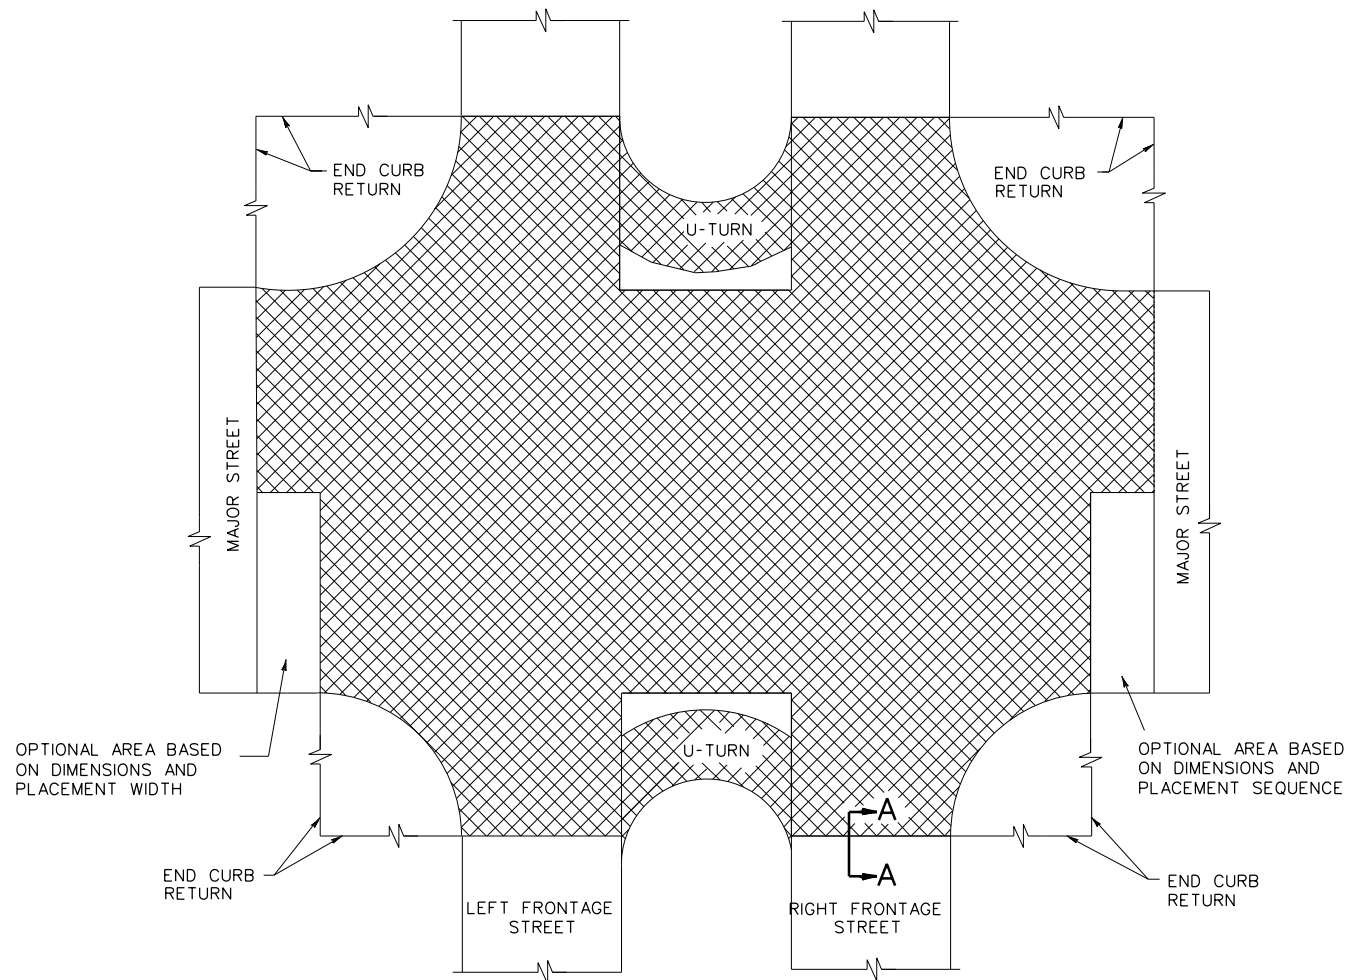 END CURB
RETURN
END CURB
RETURN
U-TURN
MAJOR STREET
MAJOR STREET
OPTIONAL AREA BASED
ON DIMENSIONS AND
PLACEMENT WIDTH
U-TURN
OPTIONAL AREA BASED
ON DIMENSIONS AND
PLACEMENT SEQUENCE
A
A
END CURB
RETURN
END CURB
RETURN
LEFT FRONTAGE
STREET
RIGHT FRONTAGE
STREET